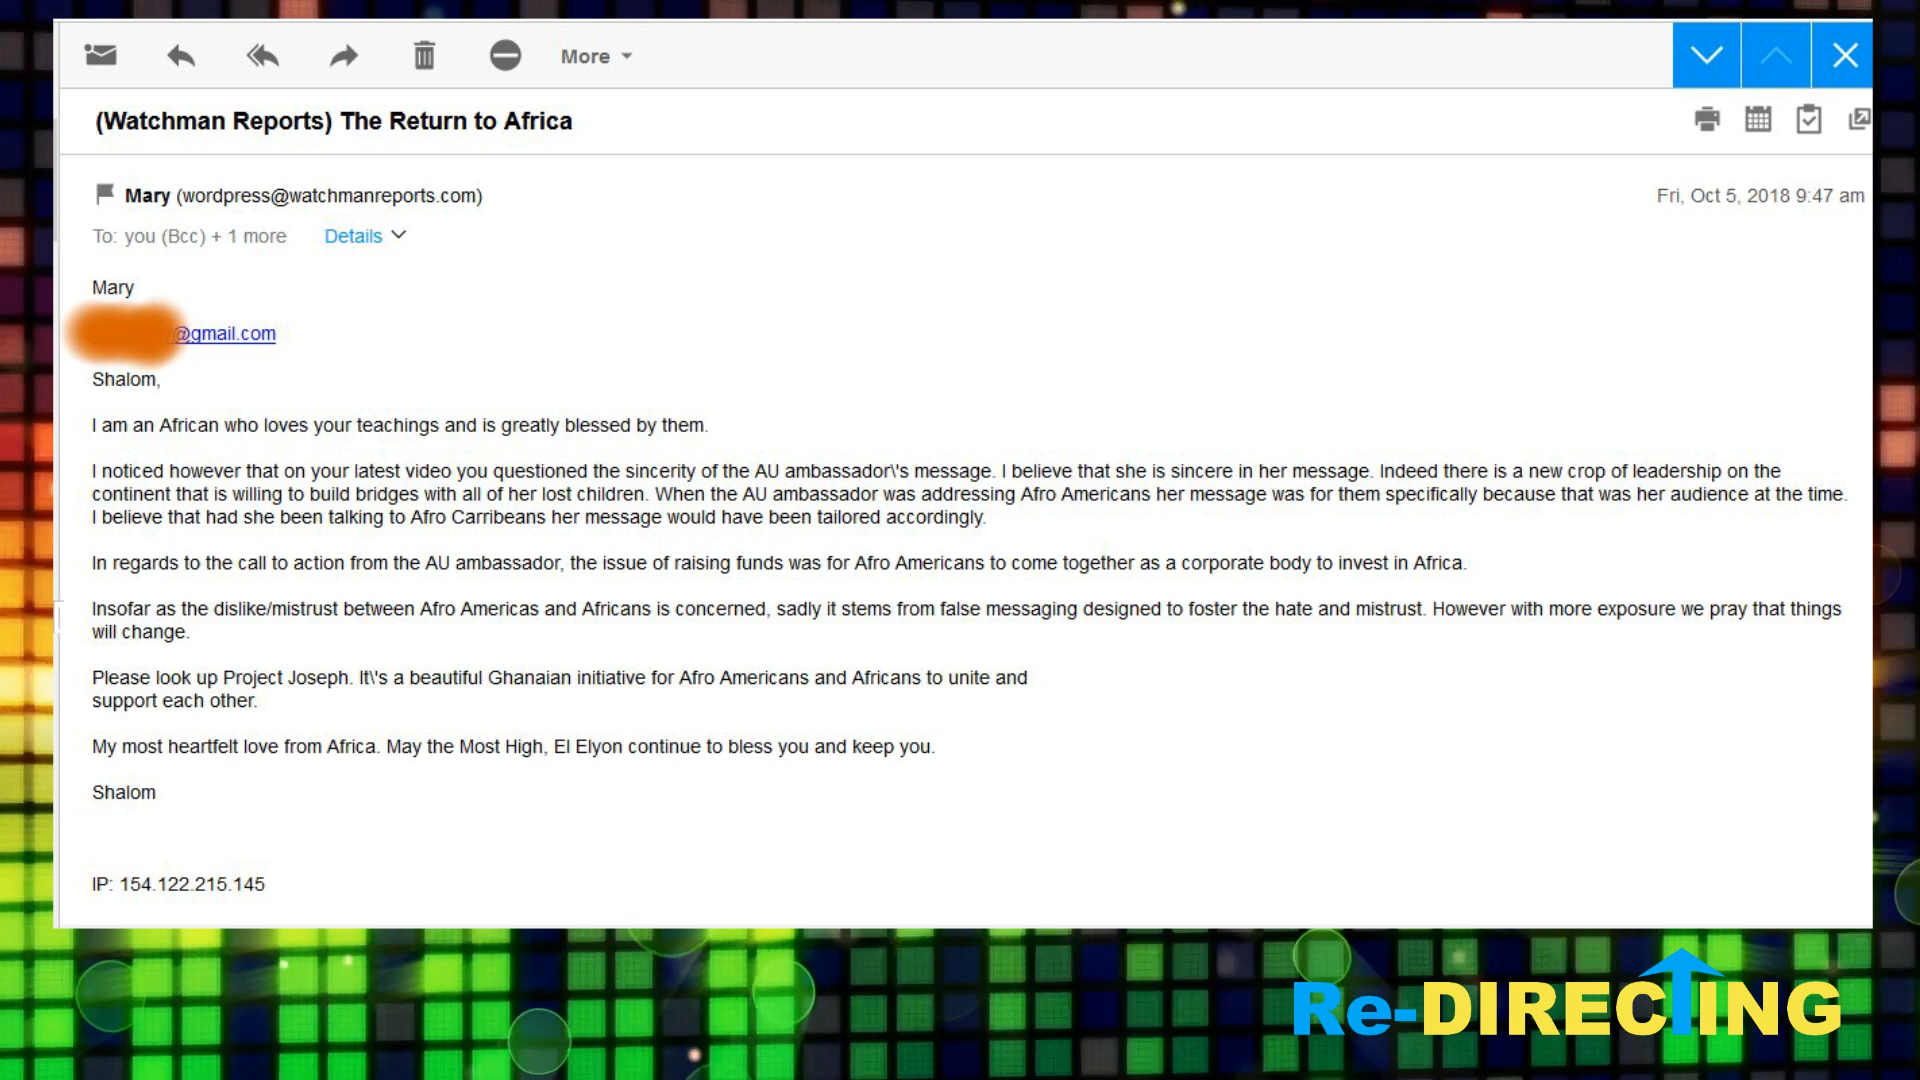 More
(Watchman Reports) The Return to Africa
Mary (wordpress@watchmanreports.com)
Fri, Oct 5, 2018 9:47 am
To: you (Bcc) + 1 more Details
Mary
@gmail.com
Shalom,
I am an African who loves your teachings and is greatly blessed by them.
I noticed however that on your latest video you questioned the sincerity of the AU ambassador\'s message. I believe that she is sincere in her message. Indeed there is a new crop of leadership on the
continent that is willing to build bridges with all of her lost children. When the AU ambassador was addressing Afro Americans her message was for them specifically because that was her audience at the time.
I believe that had she been talking to Afro Carribeans her message would have been tailored accordingly.
In regards to the call to action from the AU ambassador, the issue of raising funds was for Afro Americans to come together as a corporate body to invest in Africa.
Insofar as the dislike/mistrust between Afro Americas and Africans is concerned, sadly it stems from false messaging designed to foster the hate and mistrust. However with more exposure we pray that things
will change.
Please look up Project Joseph. It\'s a beautiful Ghanaian initiative for Afro Americans and Africans to unite and
support each other.
My most heartfelt love from Africa. May the Most High, El Elyon continue to bless you and keep you.
Shalom
IP: 154.122.215.145
Re-DIRECTING